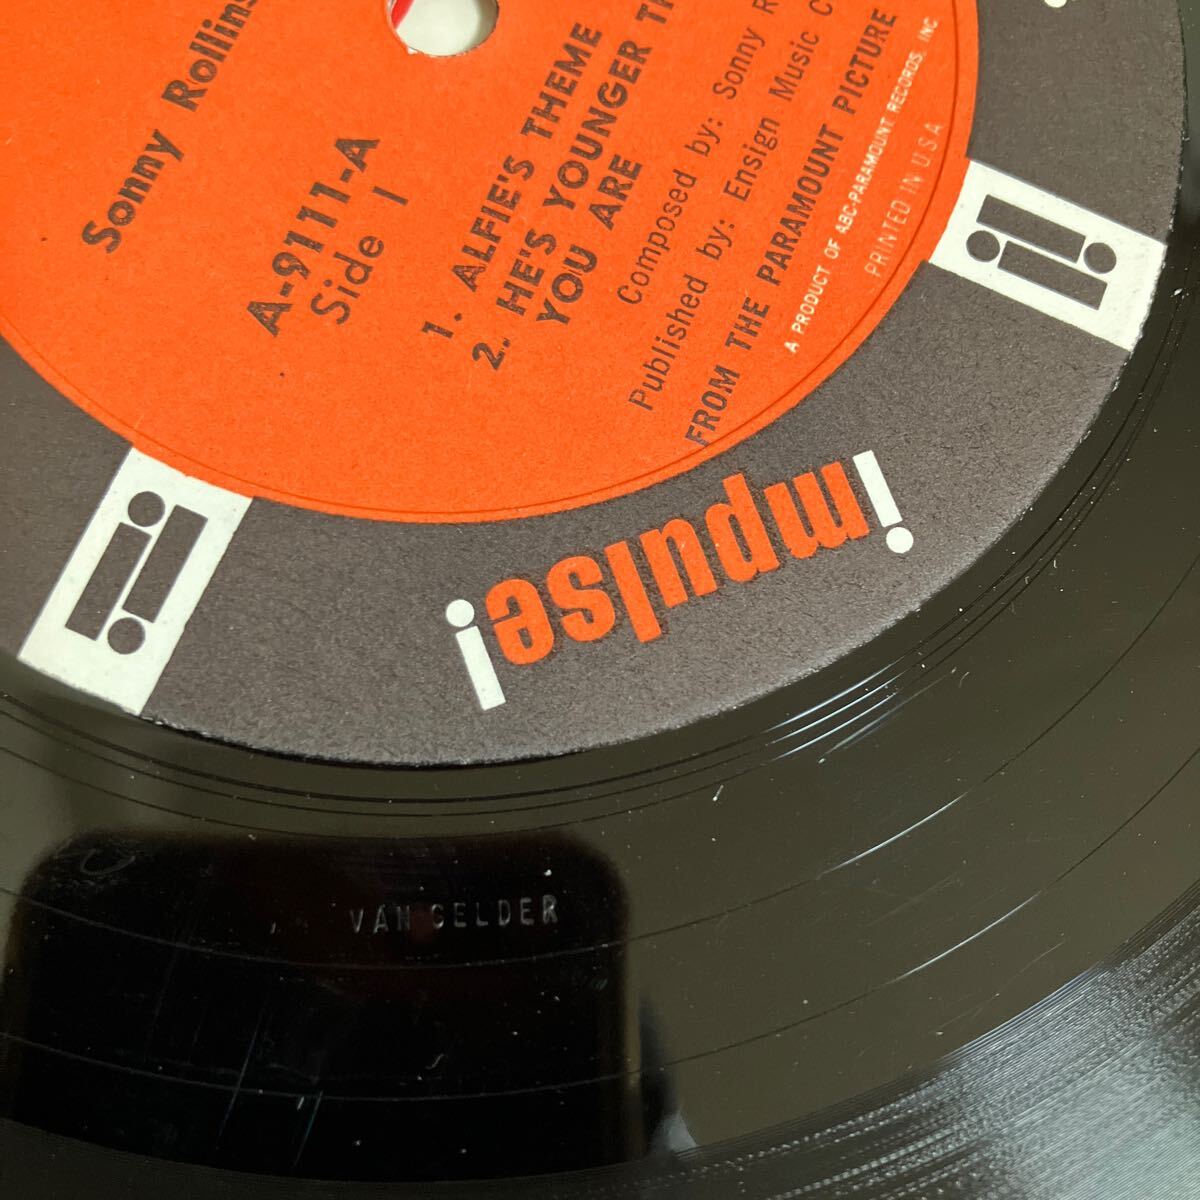 Sonny Rollins
A-9111-A
Side 1
1. ALFIE'S THEME
2. HE'S YOUNGER
YOU ARE
Composed by: Sonny
Published by: Ensign Music
FROM THE PARAMOUNT PICTURE
A PRODUCT OF ABC-PARAMOUNT RECORDS, INC
PRINTED IN U.S.A.
impulse!
VAN GELDER